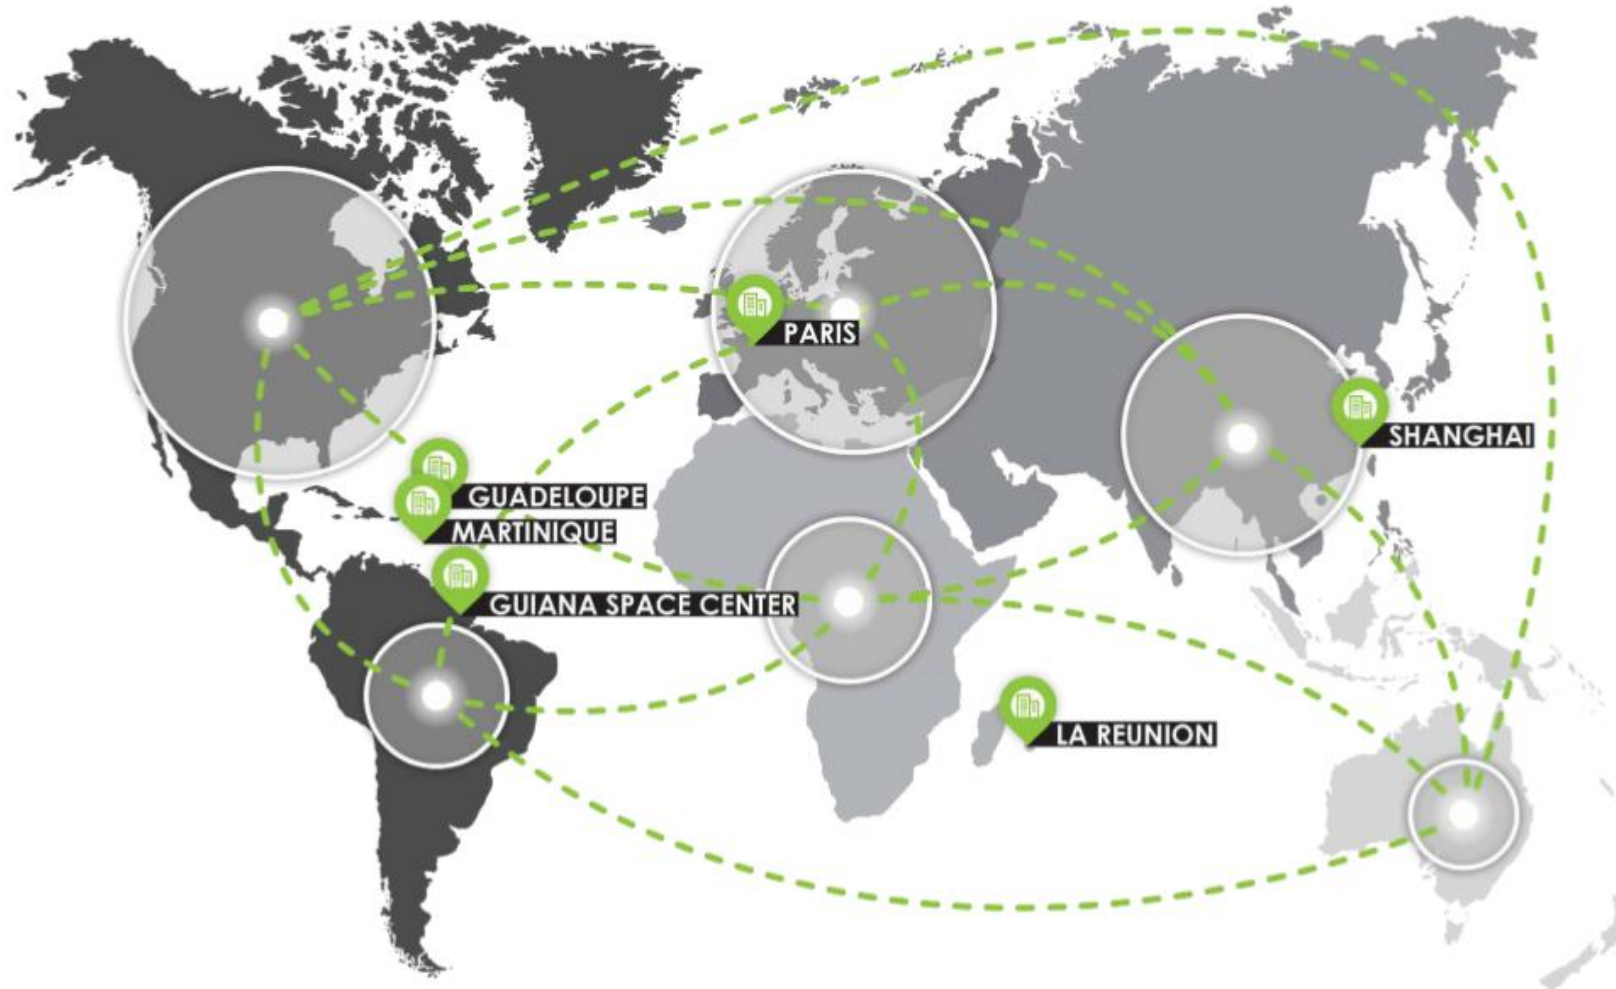 PARIS
SHANGHAI
GUADELOUPE
MARTINIQUE
GUIANA SPACE CENTER
LA REUNION